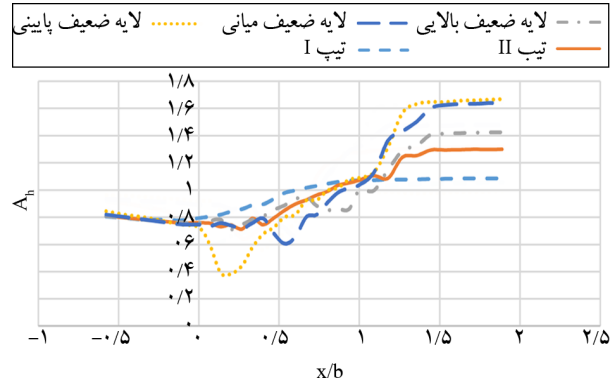 لایه ضعیف بالایی لایه ضعیف میانی لایه ضعیف پایینی
تیپ II تیپ I
۱/۸
۱/۶
۱/۴
۱/۲
۱
۰/۸
۰/۶
۰/۴
۰/۲
۰
A_h
−۱ −۰/۵ ۰ ۰/۵ ۱ ۱/۵ ۲ ۲/۵
x/b